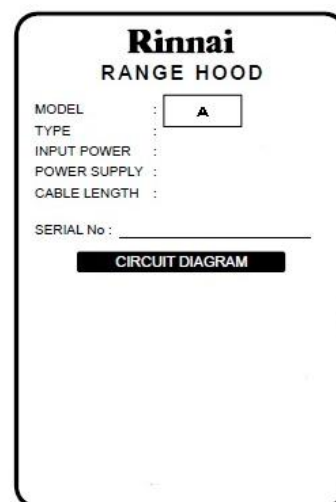 Rinnai
RANGE HOOD
MODEL : A
TYPE :
INPUT POWER :
POWER SUPPLY :
CABLE LENGTH :
SERIAL No :
CIRCUIT DIAGRAM